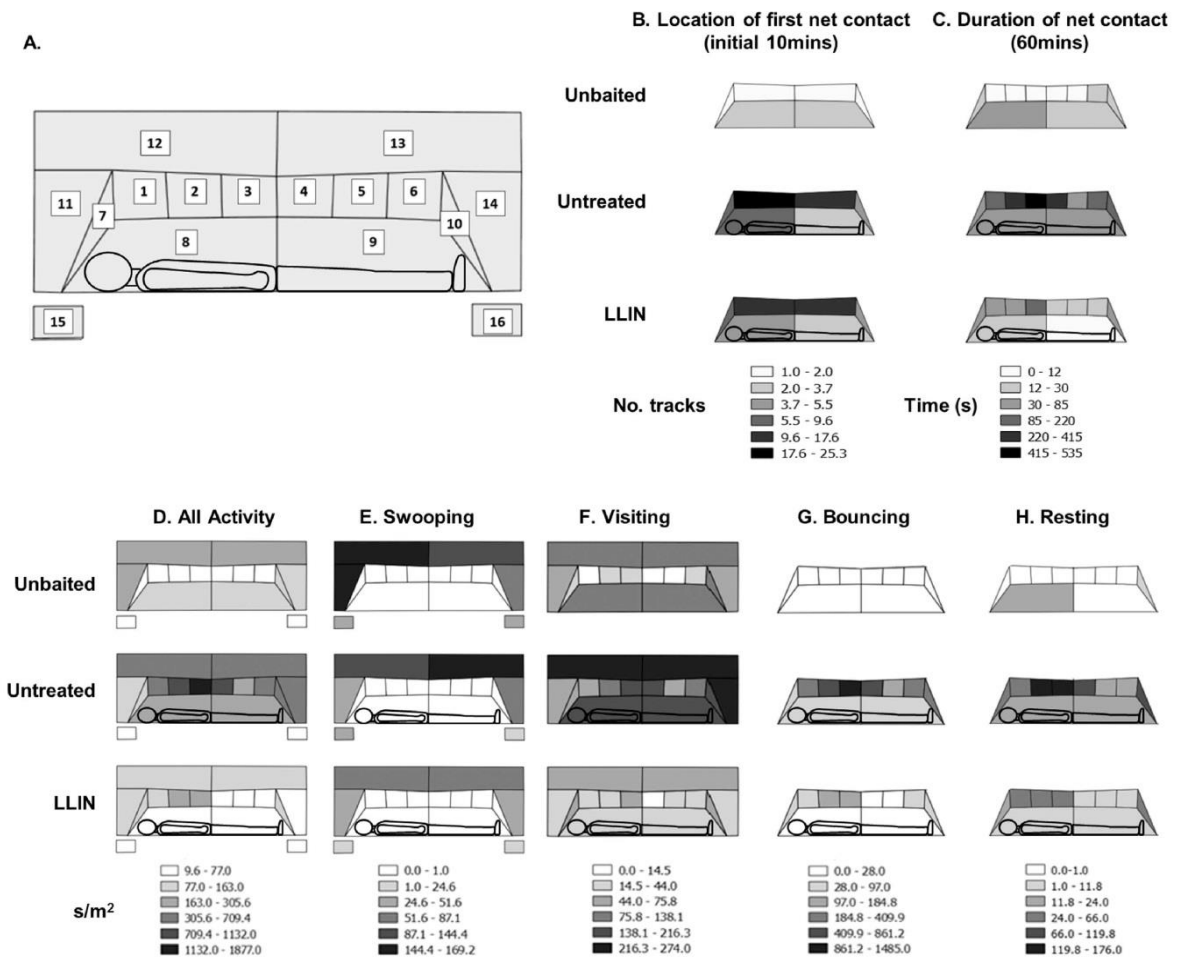 A.
B. Location of first net contact
(initial 10mins)
C. Duration of net contact
(60mins)
12
13
11
1
2
3
4
5
6
14
7
10
8
9
15
16
Unbaited
Untreated
LLIN
No. tracks
1.0 - 2.0
2.0 - 3.7
3.7 - 5.5
5.5 - 9.6
9.6 - 17.6
17.6 - 25.3
Time (s)
0 - 12
12 - 30
30 - 85
85 - 220
220 - 415
415 - 535
D. All Activity
E. Swooping
F. Visiting
G. Bouncing
H. Resting
Unbaited
Untreated
LLIN
s/m²
9.6 - 77.0
77.0 - 163.0
163.0 - 305.6
305.6 - 709.4
709.4 - 1132.0
1132.0 - 1877.0
0.0 - 1.0
1.0 - 24.6
24.6 - 51.6
51.6 - 87.1
87.1 - 144.4
144.4 - 169.2
0.0 - 14.5
14.5 - 44.0
44.0 - 75.8
75.8 - 138.1
138.1 - 216.3
216.3 - 274.0
0.0 - 28.0
28.0 - 97.0
97.0 - 184.8
184.8 - 409.9
409.9 - 861.2
861.2 - 1485.0
0.0-1.0
1.0 - 11.8
11.8 - 24.0
24.0 - 66.0
66.0 - 119.8
119.8 - 176.0